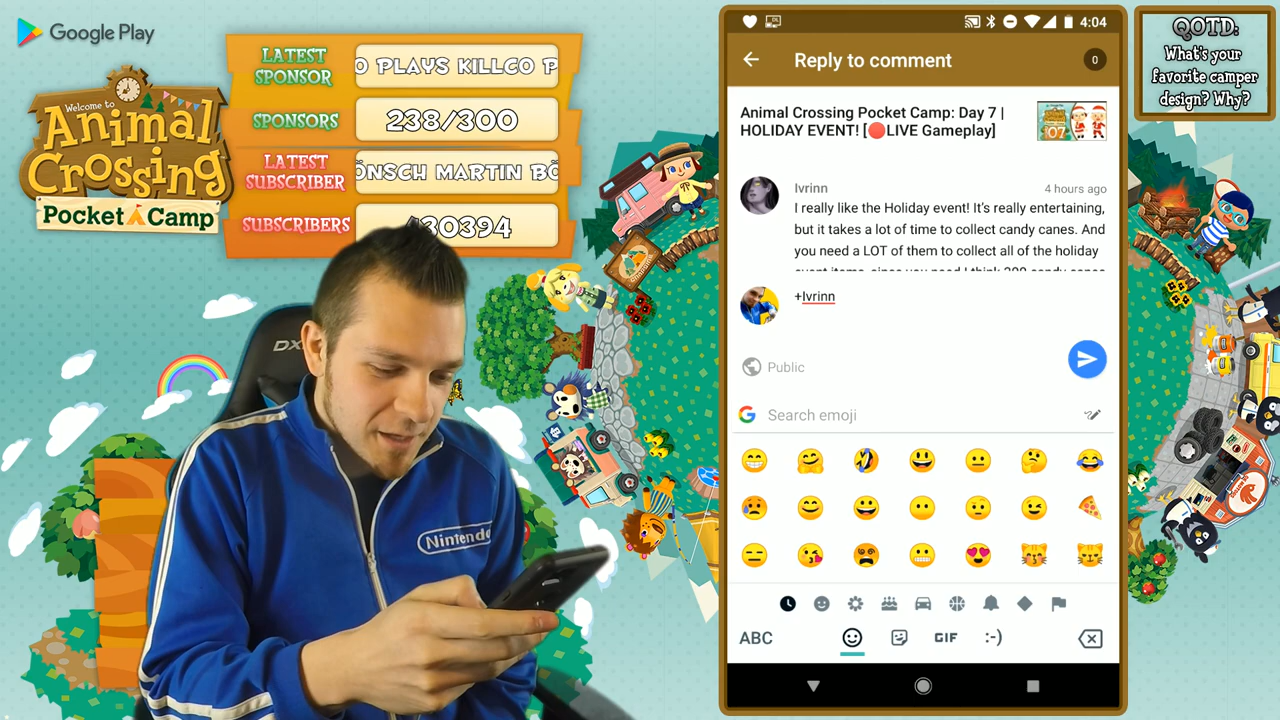 Google Play
Welcome to
Animal
Crossing
Pocket Camp
LATEST
SPONSOR
O PLAYS KILLCO P
SPONSORS
238/300
LATEST
SUBSCRIBER
ÖNSCH MARTIN BÖ
SUBSCRIBERS
30394
DX
Nintendo
4:04
Reply to comment
0
Animal Crossing Pocket Camp: Day 7 |
HOLIDAY EVENT! [🔴LIVE Gameplay]
07
Ivrinn
4 hours ago
I really like the Holiday event! It's really entertaining,
but it takes a lot of time to collect candy canes. And
you need a LOT of them to collect all of the holiday
+Ivrinn
Public
Search emoji
ABC
GIF
:-)
QOTD:
What's your
favorite camper
design? Why?